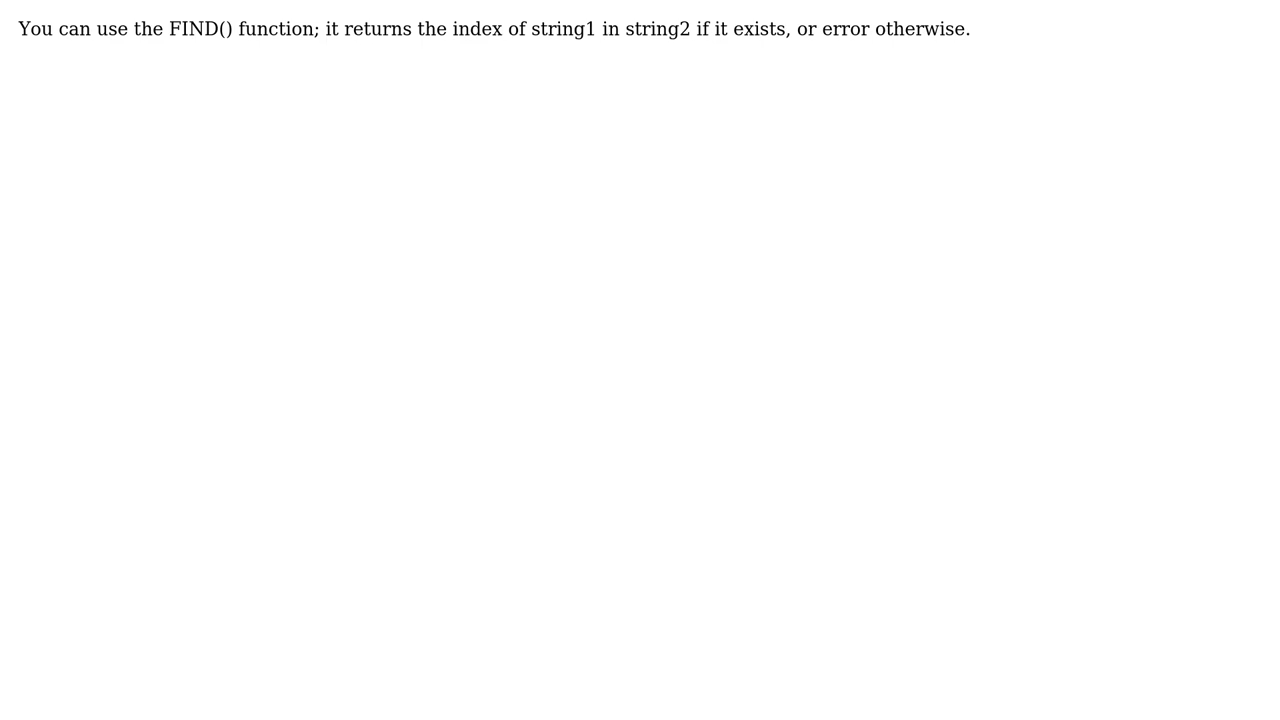 You can use the FIND() function; it returns the index of string1 in string2 if it exists, or error otherwise.